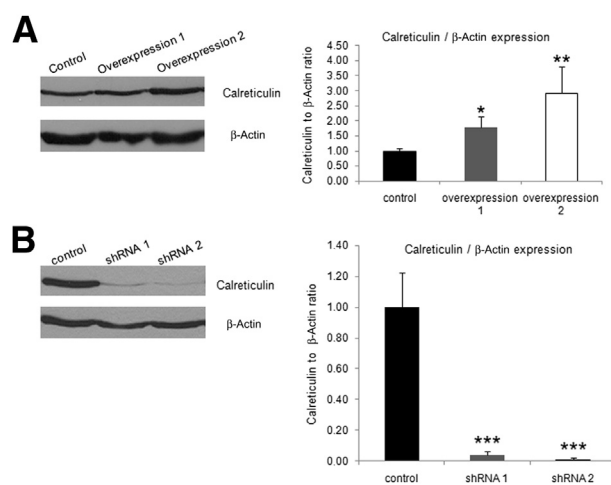 A
Control
Overexpression 1
Overexpression 2
Calreticulin
β-Actin
Calreticulin / β-Actin expression
Calreticulin to β-Actin ratio
4.50
4.00
3.50
3.00
2.50
2.00
1.50
1.00
0.50
0.00
*
**
control
overexpression
1
overexpression
2
B
control
shRNA 1
shRNA 2
Calreticulin
β-Actin
Calreticulin / β-Actin expression
Calreticulin to β-Actin ratio
1.40
1.20
1.00
0.80
0.60
0.40
0.20
0.00
***
***
control
shRNA 1
shRNA 2